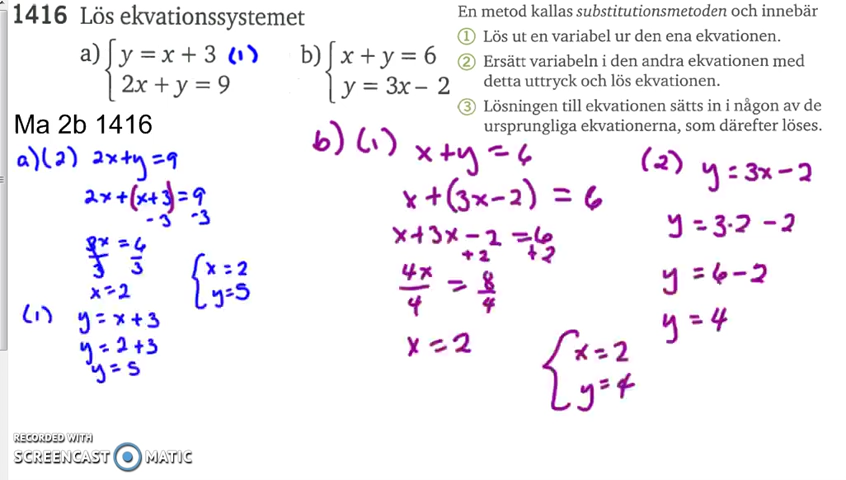 1416 Lös ekvationssystemet
a) { y = x + 3 (1)
2x + y = 9
b) { x + y = 6
y = 3x – 2
En metod kallas substitutionsmetoden och innebär
① Lös ut en variabel ur den ena ekvationen.
② Ersätt variabeln i den andra ekvationen med
detta uttryck och lös ekvationen.
③ Lösningen till ekvationen sätts in i någon av de
ursprungliga ekvationerna, som därefter löses.
Ma 2b 1416
a) (2) 2x+y=9
2x+(x+3)=9
-3 -3
3x/3 = 6/3
x=2
{ x=2
y=5
(1) y=x+3
y=2+3
y=5
b) (1) x+y=6
x+(3x-2)=6
x+3x-2=6
+2 +2
4x/4 = 8/4
x=2
(2) y=3x-2
y=3·2-2
y=6-2
y=4
{ x=2
y=4
RECORDED WITH
SCREENCAST MATIC